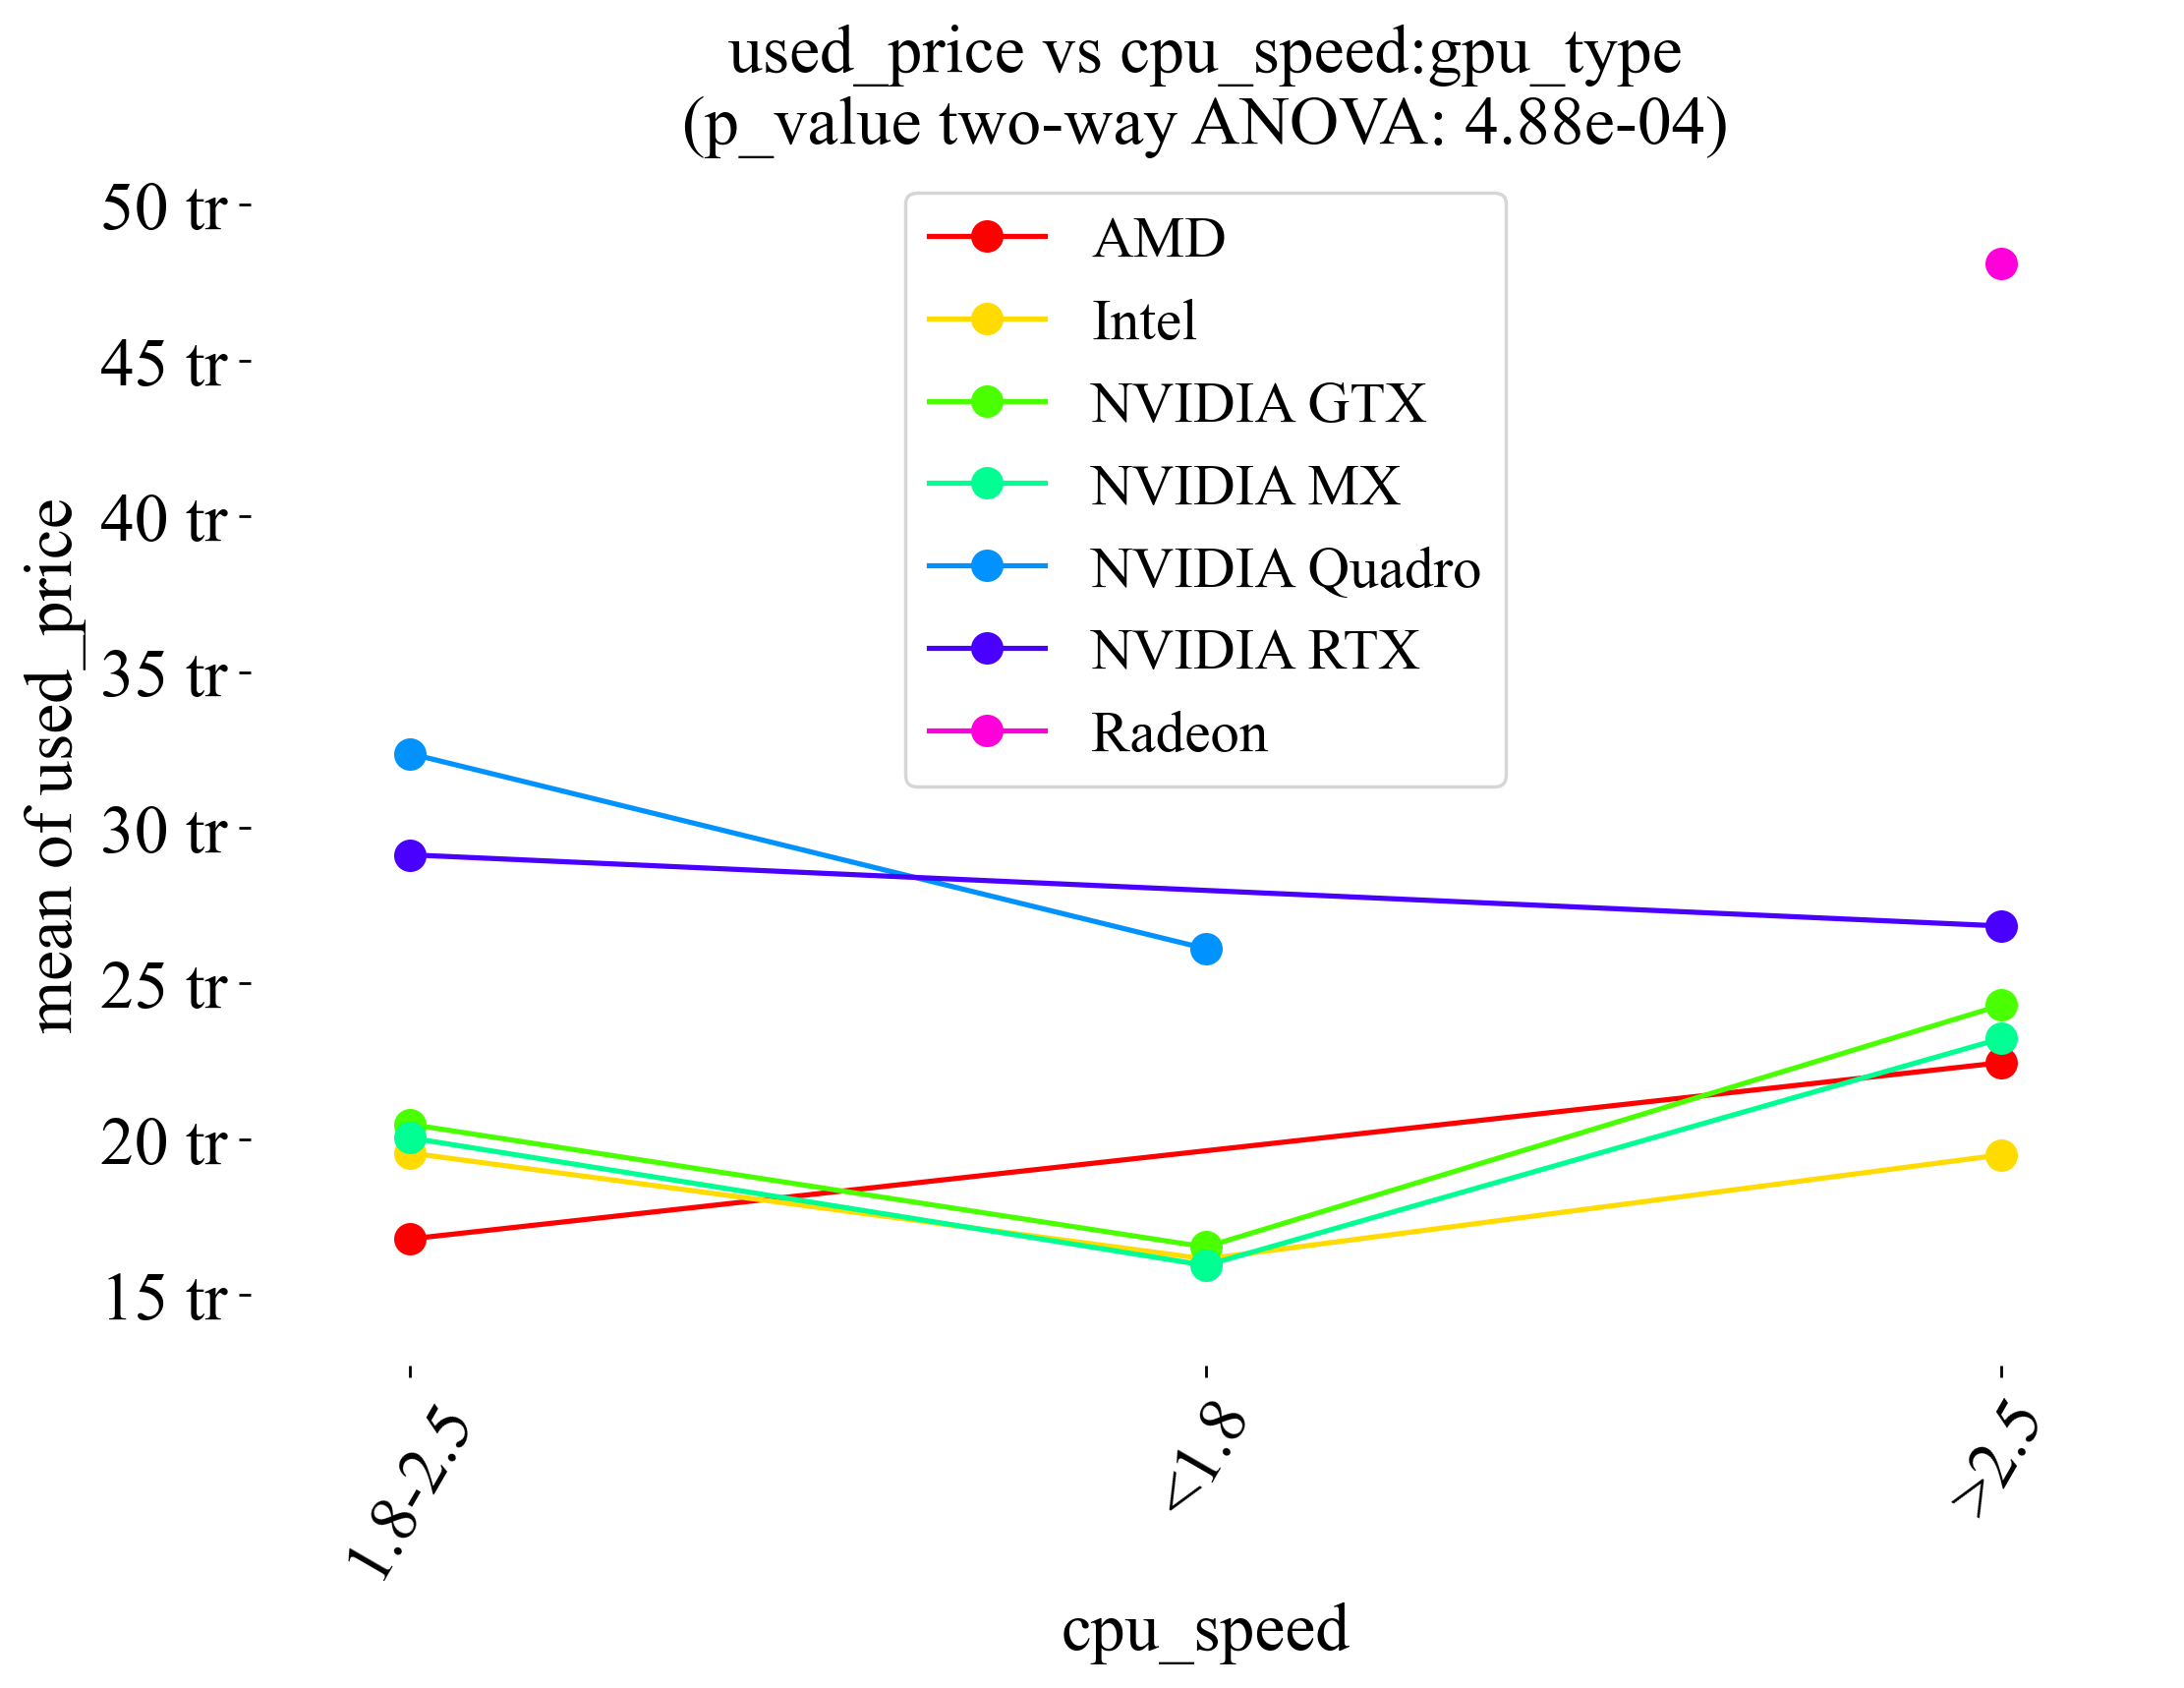 used_price vs cpu_speed:gpu_type
(p_value two-way ANOVA: 4.88e-04)
50 tr
45 tr
40 tr
35 tr
30 tr
25 tr
20 tr
15 tr
mean of used_price
AMD
Intel
NVIDIA GTX
NVIDIA MX
NVIDIA Quadro
NVIDIA RTX
Radeon
1.8-2.5
<1.8
>2.5
cpu_speed